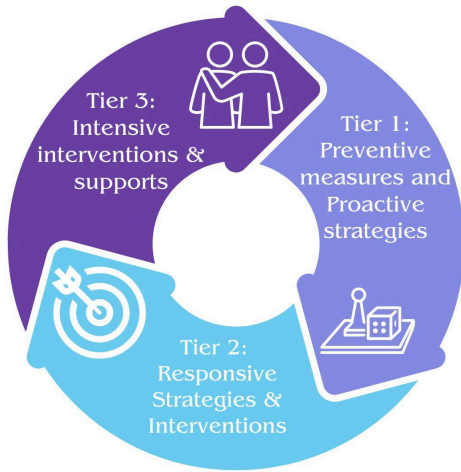 Tier 1:
Preventive
measures and
Proactive
strategies
Tier 2:
Responsive
Strategies &
Interventions
Tier 3:
Intensive
interventions &
supports